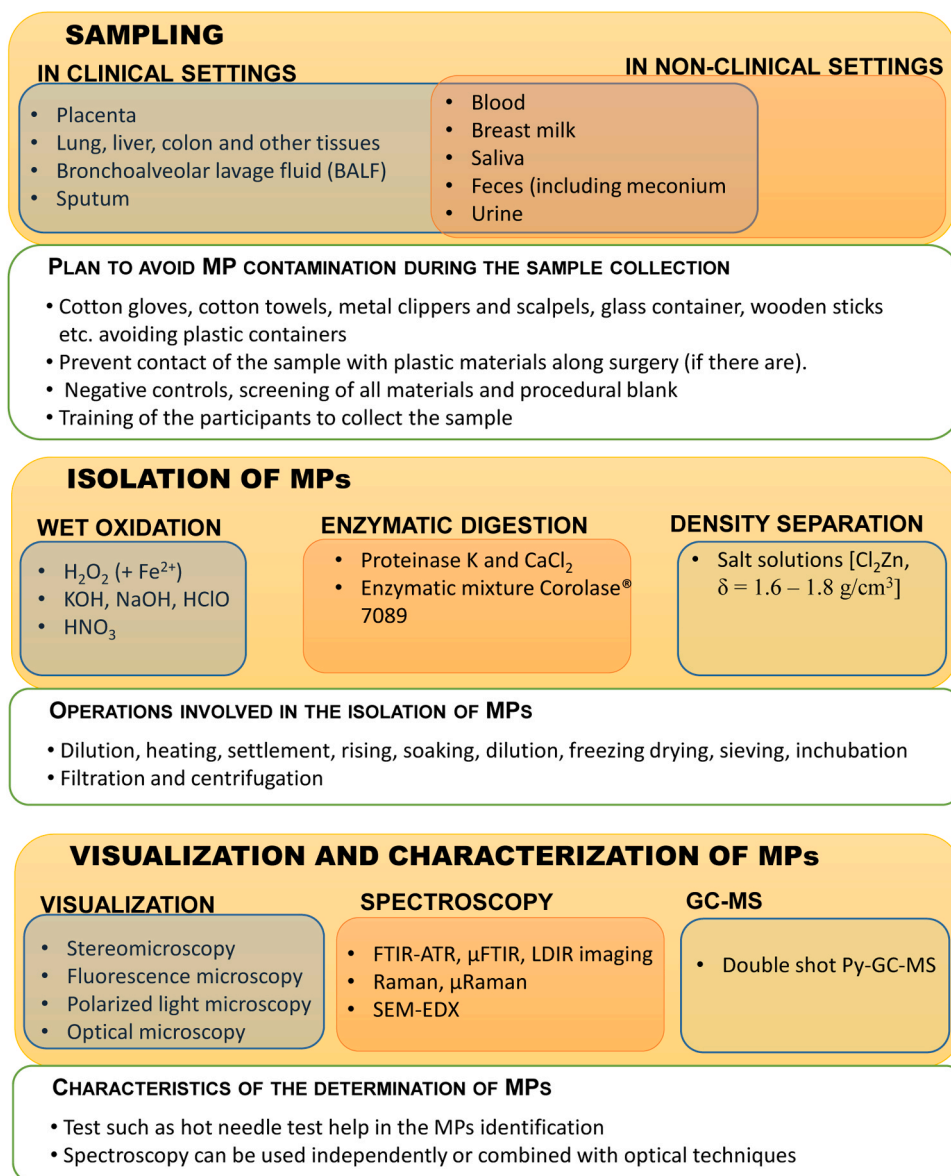 SAMPLING
IN CLINICAL SETTINGS
IN NON-CLINICAL SETTINGS
• Placenta
• Lung, liver, colon and other tissues
• Bronchoalveolar lavage fluid (BALF)
• Sputum
• Blood
• Breast milk
• Saliva
• Feces (including meconium
• Urine
PLAN TO AVOID MP CONTAMINATION DURING THE SAMPLE COLLECTION
• Cotton gloves, cotton towels, metal clippers and scalpels, glass container, wooden sticks
etc. avoiding plastic containers
• Prevent contact of the sample with plastic materials along surgery (if there are).
• Negative controls, screening of all materials and procedural blank
• Training of the participants to collect the sample
ISOLATION OF MPs
WET OXIDATION
• H₂O₂ (+ Fe²⁺)
• KOH, NaOH, HClO
• HNO₃
ENZYMATIC DIGESTION
• Proteinase K and CaCl₂
• Enzymatic mixture Corolase®
7089
DENSITY SEPARATION
• Salt solutions [Cl₂Zn,
δ = 1.6 – 1.8 g/cm³]
OPERATIONS INVOLVED IN THE ISOLATION OF MPS
• Dilution, heating, settlement, rising, soaking, dilution, freezing drying, sieving, inchubation
• Filtration and centrifugation
VISUALIZATION AND CHARACTERIZATION OF MPs
VISUALIZATION
• Stereomicroscopy
• Fluorescence microscopy
• Polarized light microscopy
• Optical microscopy
SPECTROSCOPY
• FTIR-ATR, μFTIR, LDIR imaging
• Raman, μRaman
• SEM-EDX
GC-MS
• Double shot Py-GC-MS
CHARACTERISTICS OF THE DETERMINATION OF MPS
• Test such as hot needle test help in the MPs identification
• Spectroscopy can be used independently or combined with optical techniques